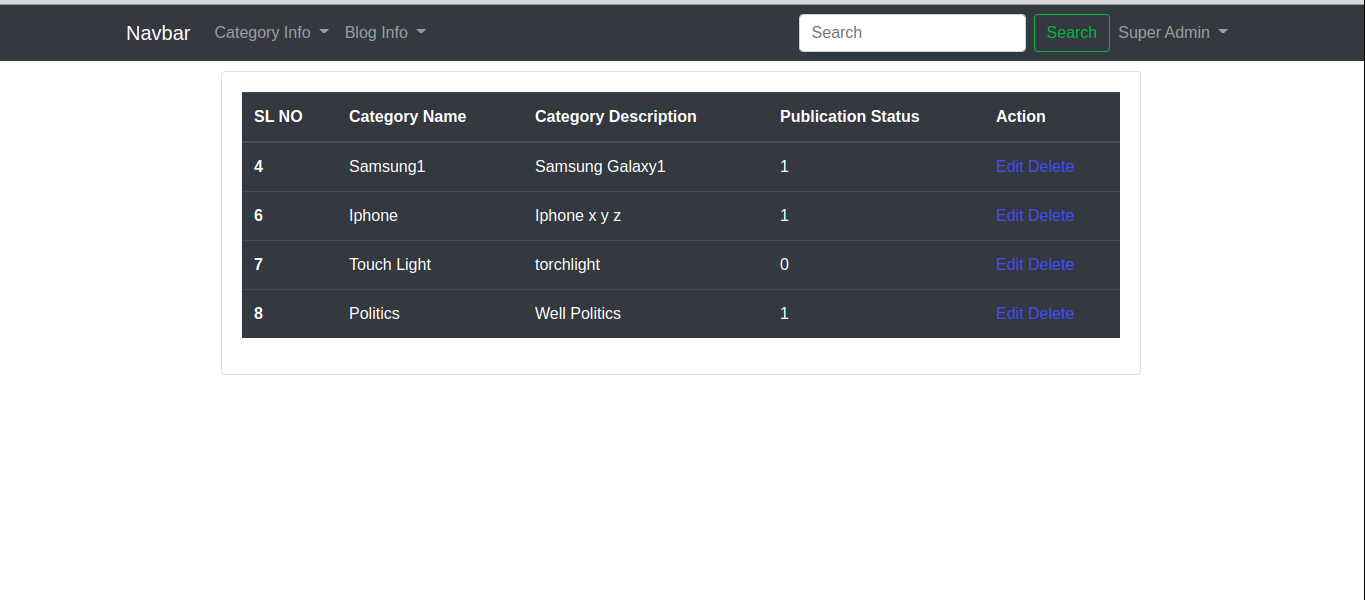 Navbar Category Info Blog Info Search Search Super Admin
SL NO Category Name Category Description Publication Status Action
4 Samsung1 Samsung Galaxy1 1 Edit Delete
6 Iphone Iphone x y z 1 Edit Delete
7 Touch Light torchlight 0 Edit Delete
8 Politics Well Politics 1 Edit Delete